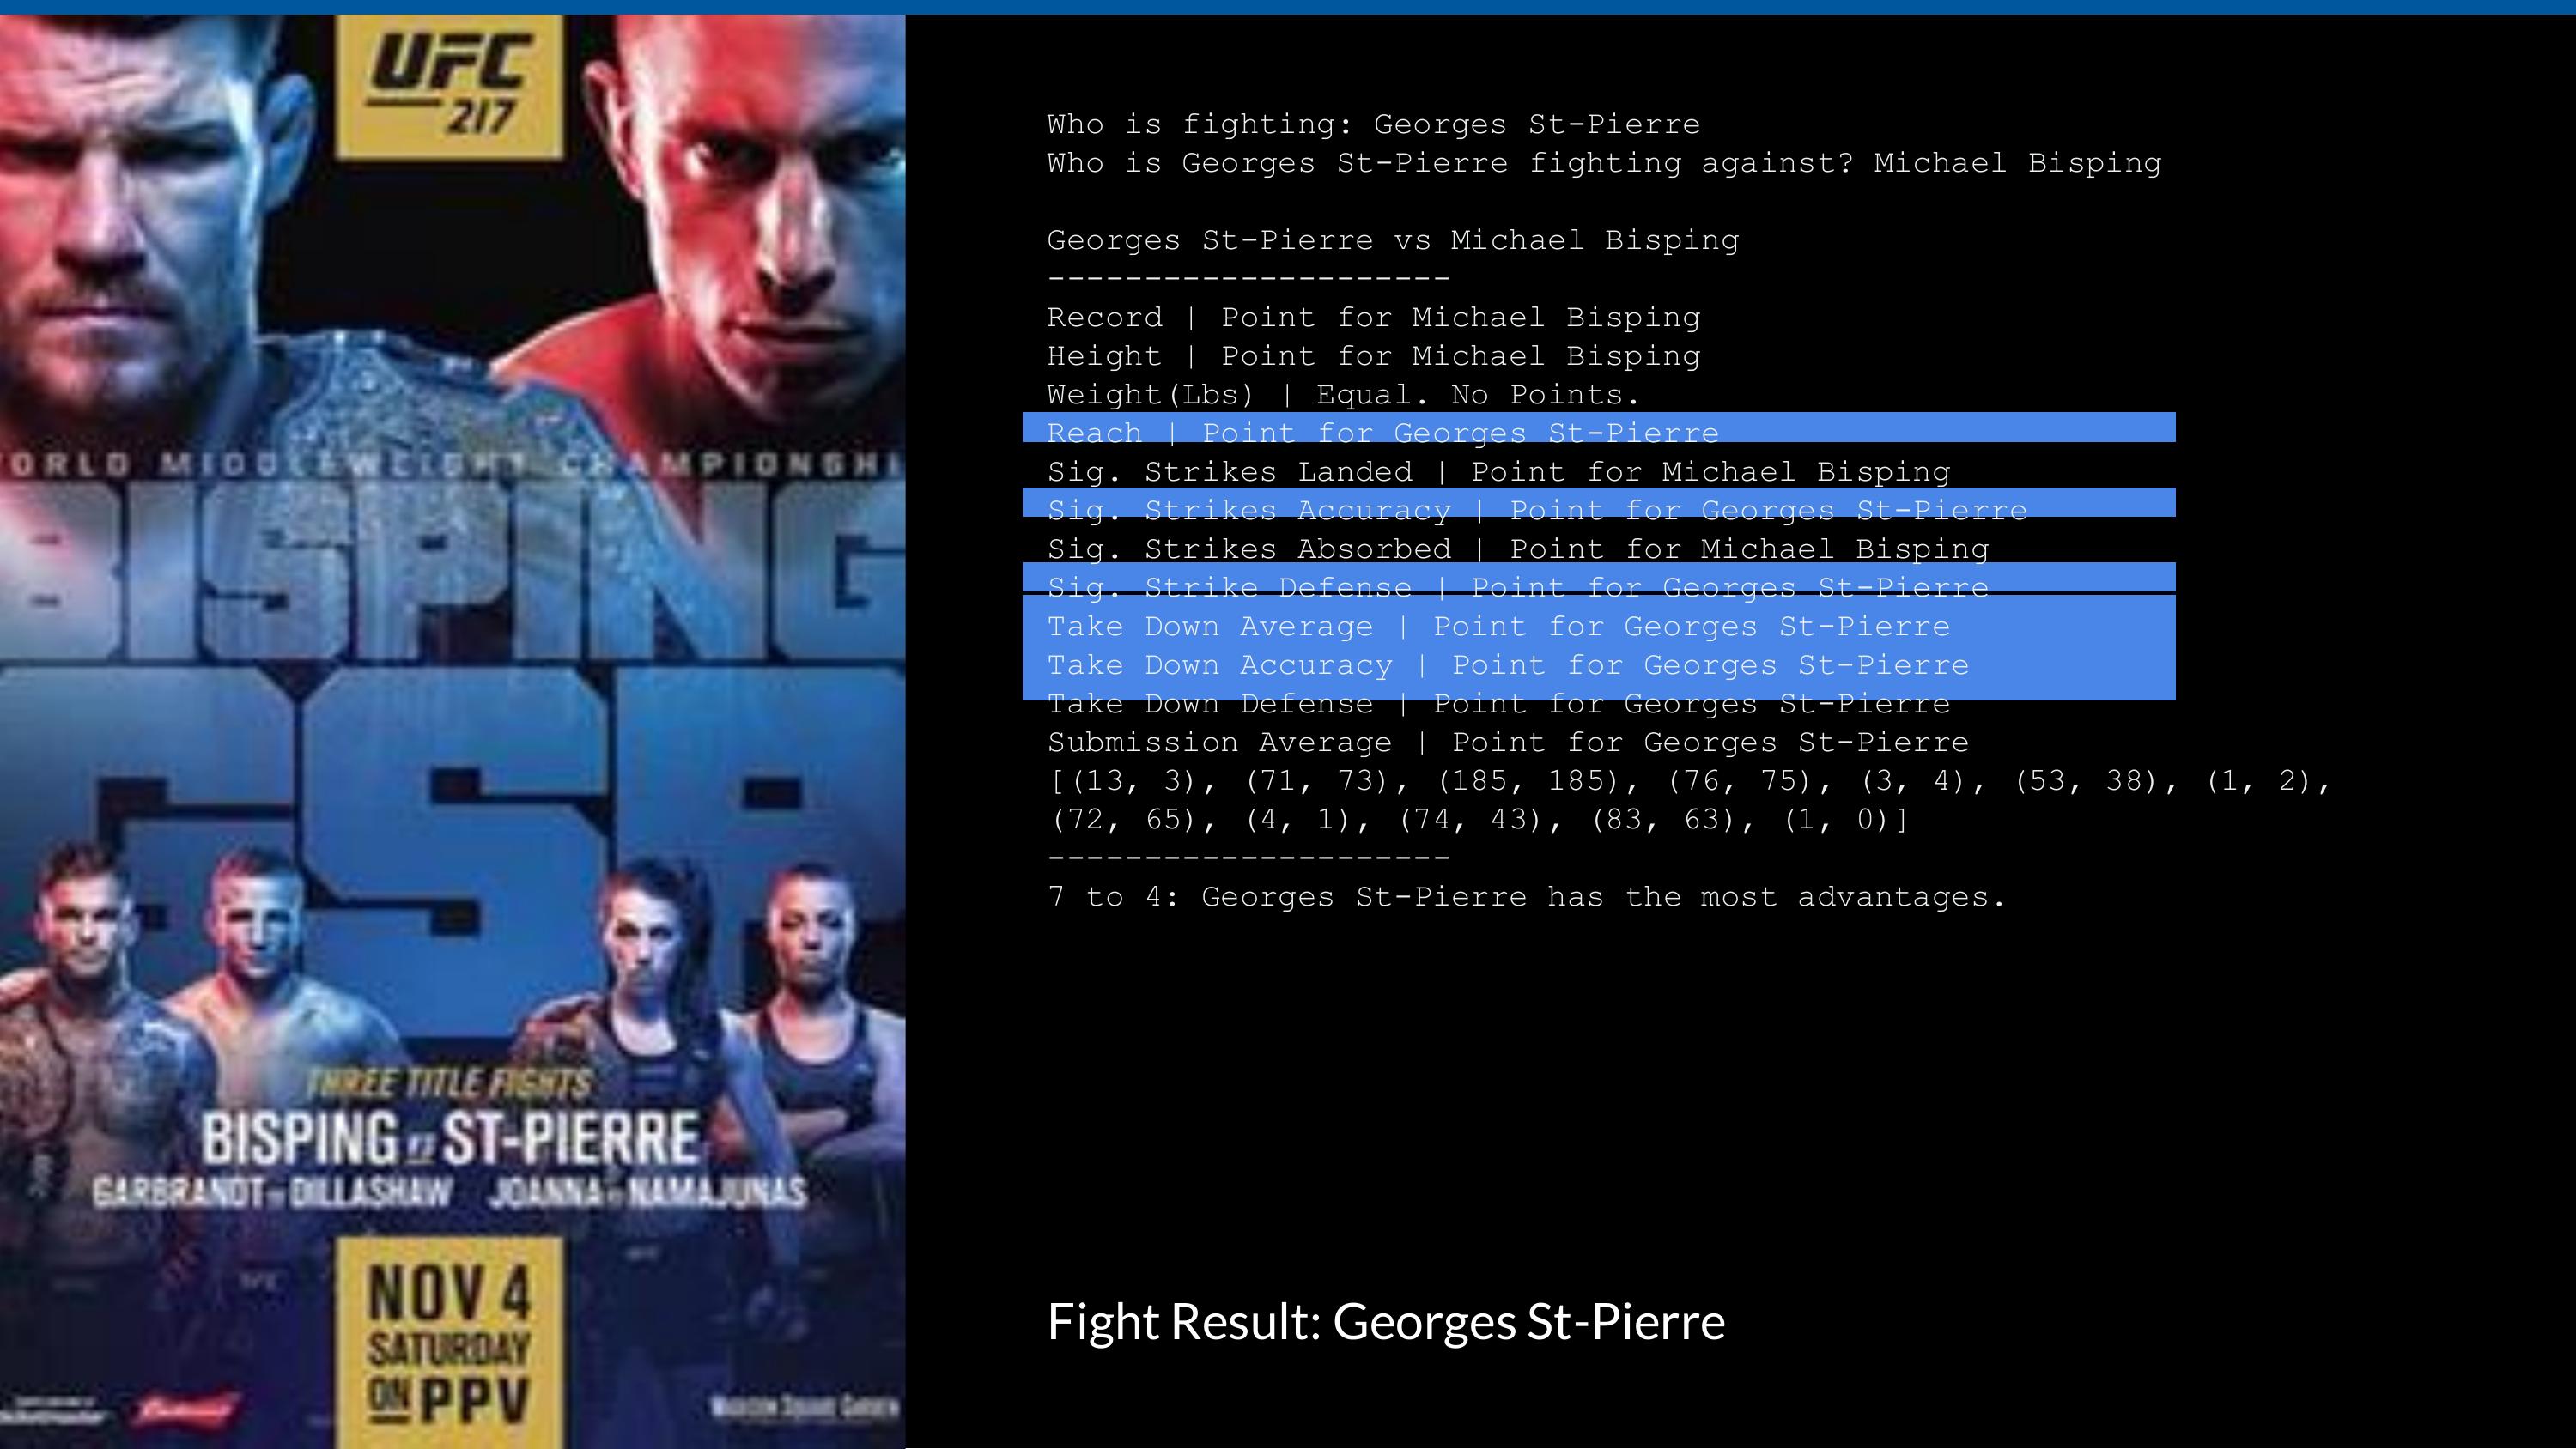 UFC
217
ORLD MIDDLEWEIGHT CHAMPIONSHI
BISPING
GSP
THREE TITLE FIGHTS
BISPING VS ST-PIERRE
GARBRANDT VS DILLASHAW JOANNA VS NAMAJUNAS
NOV 4
SATURDAY
ON PPV
Budweiser
MADISON SQUARE GARDEN
Who is fighting: Georges St-Pierre
Who is Georges St-Pierre fighting against? Michael Bisping
Georges St-Pierre vs Michael Bisping
---------------------
Record | Point for Michael Bisping
Height | Point for Michael Bisping
Weight(Lbs) | Equal. No Points.
Reach | Point for Georges St-Pierre
Sig. Strikes Landed | Point for Michael Bisping
Sig. Strikes Accuracy | Point for Georges St-Pierre
Sig. Strikes Absorbed | Point for Michael Bisping
Sig. Strike Defense | Point for Georges St-Pierre
Take Down Average | Point for Georges St-Pierre
Take Down Accuracy | Point for Georges St-Pierre
Take Down Defense | Point for Georges St-Pierre
Submission Average | Point for Georges St-Pierre
[(13, 3), (71, 73), (185, 185), (76, 75), (3, 4), (53, 38), (1, 2),
(72, 65), (4, 1), (74, 43), (83, 63), (1, 0)]
---------------------
7 to 4: Georges St-Pierre has the most advantages.
Fight Result: Georges St-Pierre